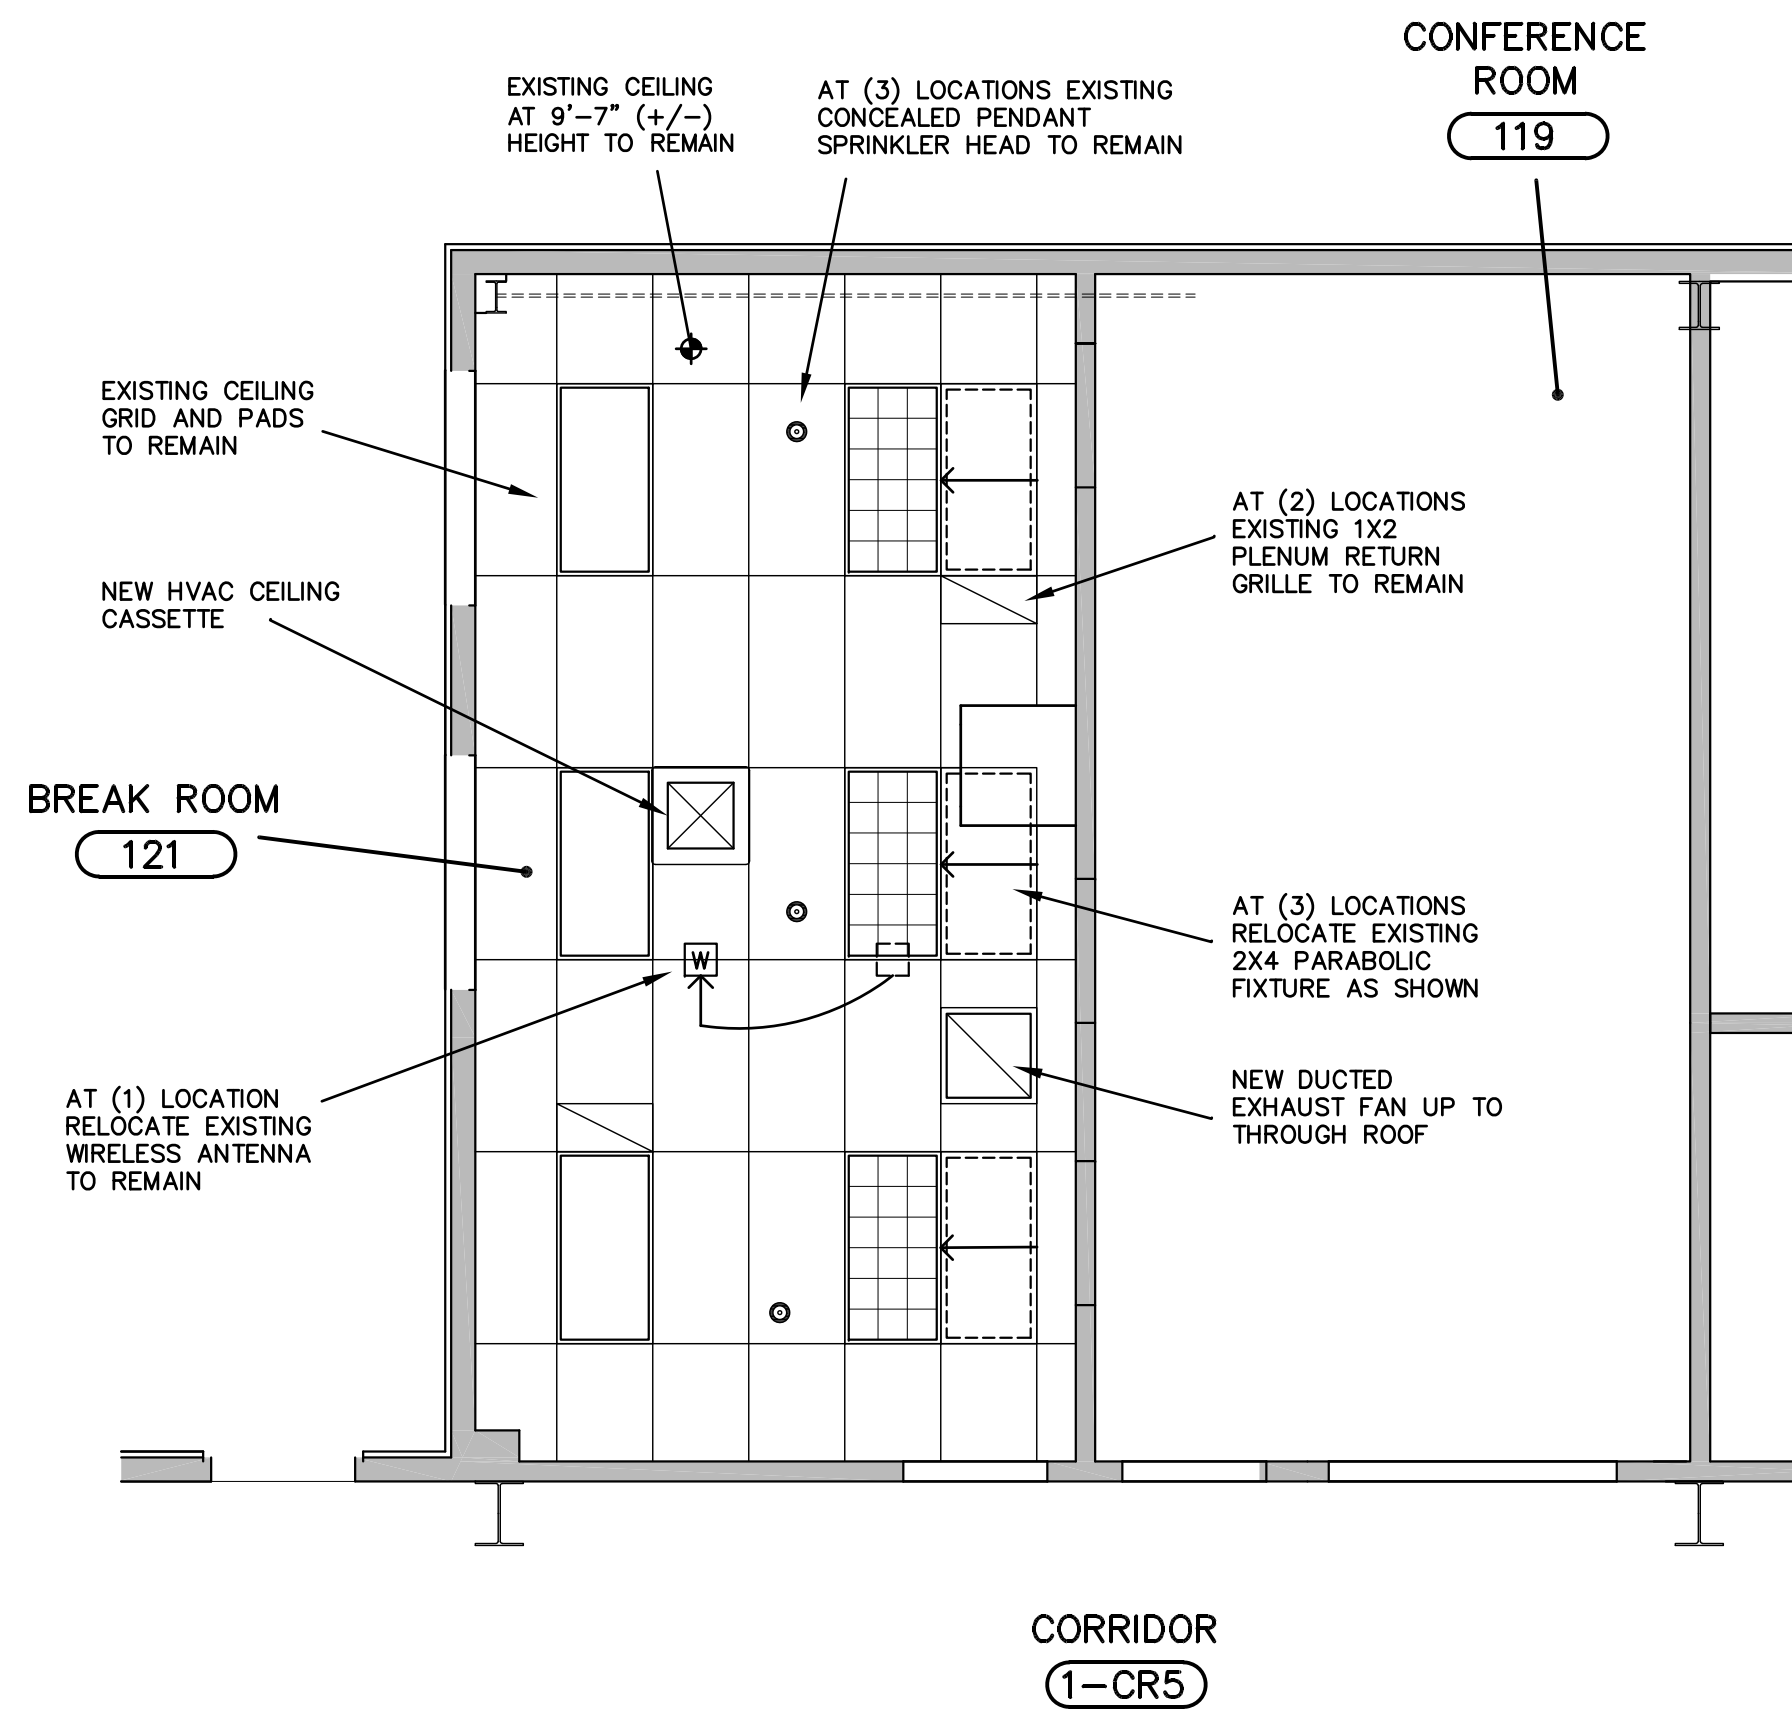 CONFERENCE
ROOM
119
EXISTING CEILING
AT 9'-7" (+/-)
HEIGHT TO REMAIN
AT (3) LOCATIONS EXISTING
CONCEALED PENDANT
SPRINKLER HEAD TO REMAIN
EXISTING CEILING
GRID AND PADS
TO REMAIN
AT (2) LOCATIONS
EXISTING 1X2
PLENUM RETURN
GRILLE TO REMAIN
NEW HVAC CEILING
CASSETTE
BREAK ROOM
121
AT (3) LOCATIONS
RELOCATE EXISTING
2X4 PARABOLIC
FIXTURE AS SHOWN
W
NEW DUCTED
EXHAUST FAN UP TO
THROUGH ROOF
AT (1) LOCATION
RELOCATE EXISTING
WIRELESS ANTENNA
TO REMAIN
CORRIDOR
1-CR5